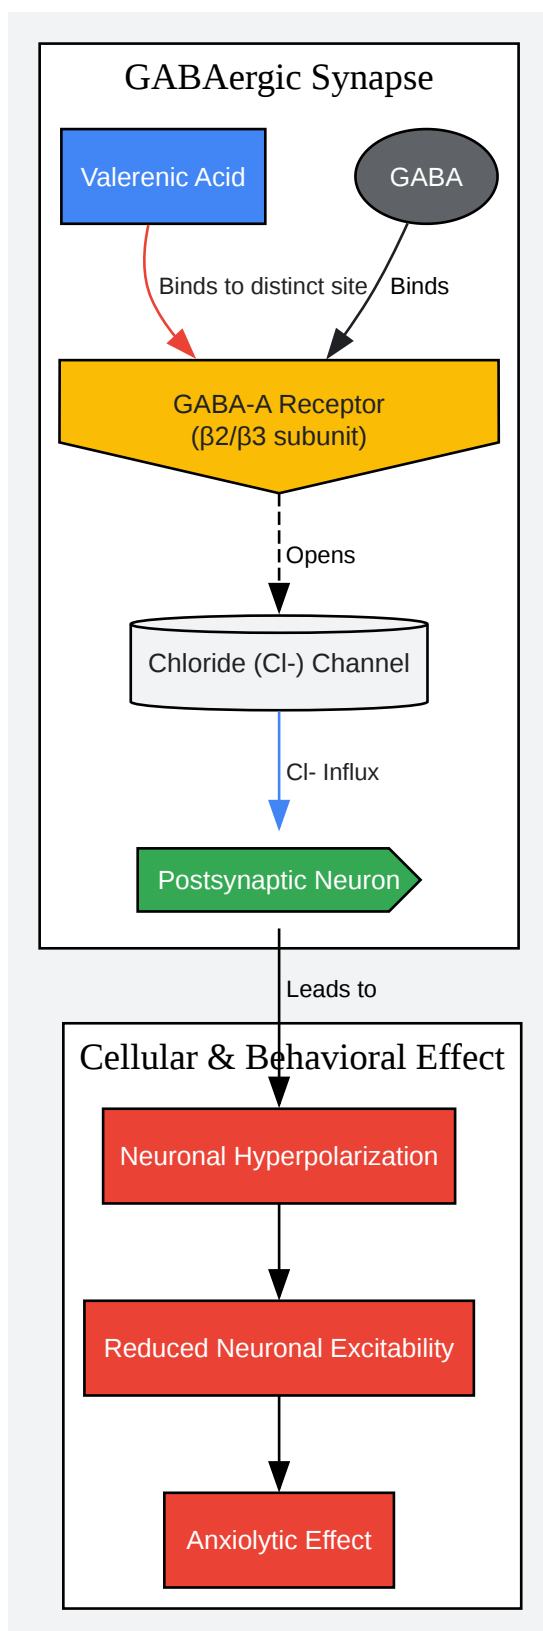 GABAergic Synapse
Valerenic Acid
GABA
Binds to distinct site
Binds
GABA-A Receptor
(β2/β3 subunit)
Opens
Chloride (Cl-) Channel
Cl- Influx
Postsynaptic Neuron
Leads to
Cellular & Behavioral Effect
Neuronal Hyperpolarization
Reduced Neuronal Excitability
Anxiolytic Effect